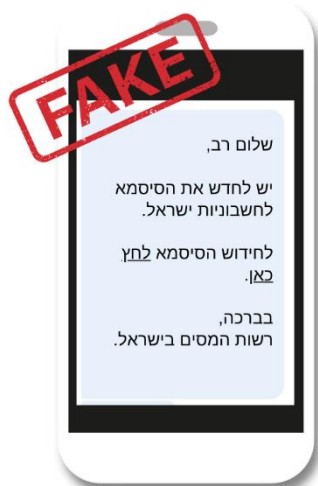 FAKE
שלום רב,
יש לחדש את הסיסמא
לחשבוניות ישראל.
לחידוש הסיסמא לחץ
כאן.
בברכה,
רשות המסים בישראל.